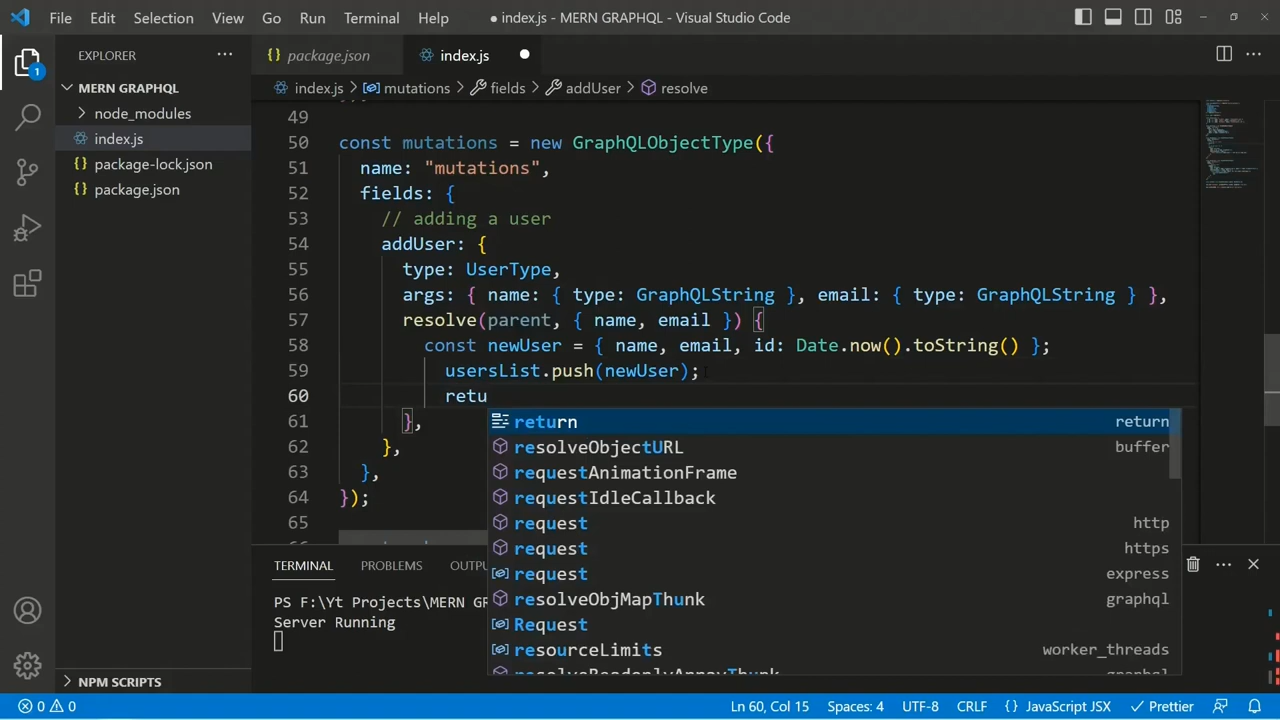 File Edit Selection View Go Run Terminal Help ● index.js - MERN GRAPHQL - Visual Studio Code
EXPLORER ···
{} package.json index.js
MERN GRAPHQL
index.js > mutations > fields > addUser > resolve
node_modules
index.js
package-lock.json
package.json
1
49
50 const mutations = new GraphQLObjectType({
51 name: "mutations",
52 fields: {
53 // adding a user
54 addUser: {
55 type: UserType,
56 args: { name: { type: GraphQLString }, email: { type: GraphQLString } },
57 resolve(parent, { name, email }) {
58 const newUser = { name, email, id: Date.now().toString() };
59 usersList.push(newUser);
60 retu
61 },
62 },
63 },
64 });
65
return return
resolveObjectURL buffer
requestAnimationFrame
requestIdleCallback
request http
request https
request express
resolveObjMapThunk graphql
Request
resourceLimits worker_threads
resolveReadonlyArrayThunk graphql
TERMINAL PROBLEMS OUTPU
PS F:\Yt Projects\MERN GR
Server Running
NPM SCRIPTS
0 0 Ln 60, Col 15 Spaces: 4 UTF-8 CRLF {} JavaScript JSX Prettier